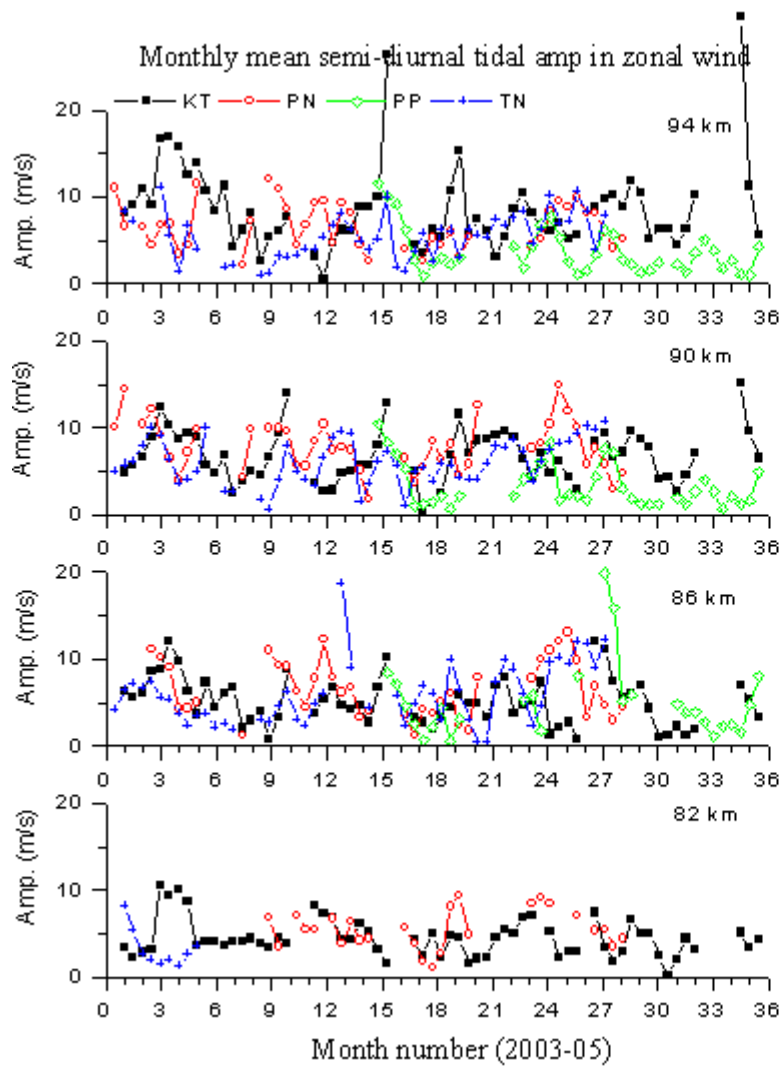 Monthly mean semi-diurnal tidal amp in zonal wind
20 KT PN PP TN
94 km
10
Amp. (m/s)
0
0 3 6 9 12 15 18 21 24 27 30 33 36
20
90 km
10
Amp. (m/s)
0
0 3 6 9 12 15 18 21 24 27 30 33 36
20
86 km
10
Amp. (m/s)
0
0 3 6 9 12 15 18 21 24 27 30 33 36
20
82 km
10
Amp. (m/s)
0
0 3 6 9 12 15 18 21 24 27 30 33 36
Month number (2003-05)